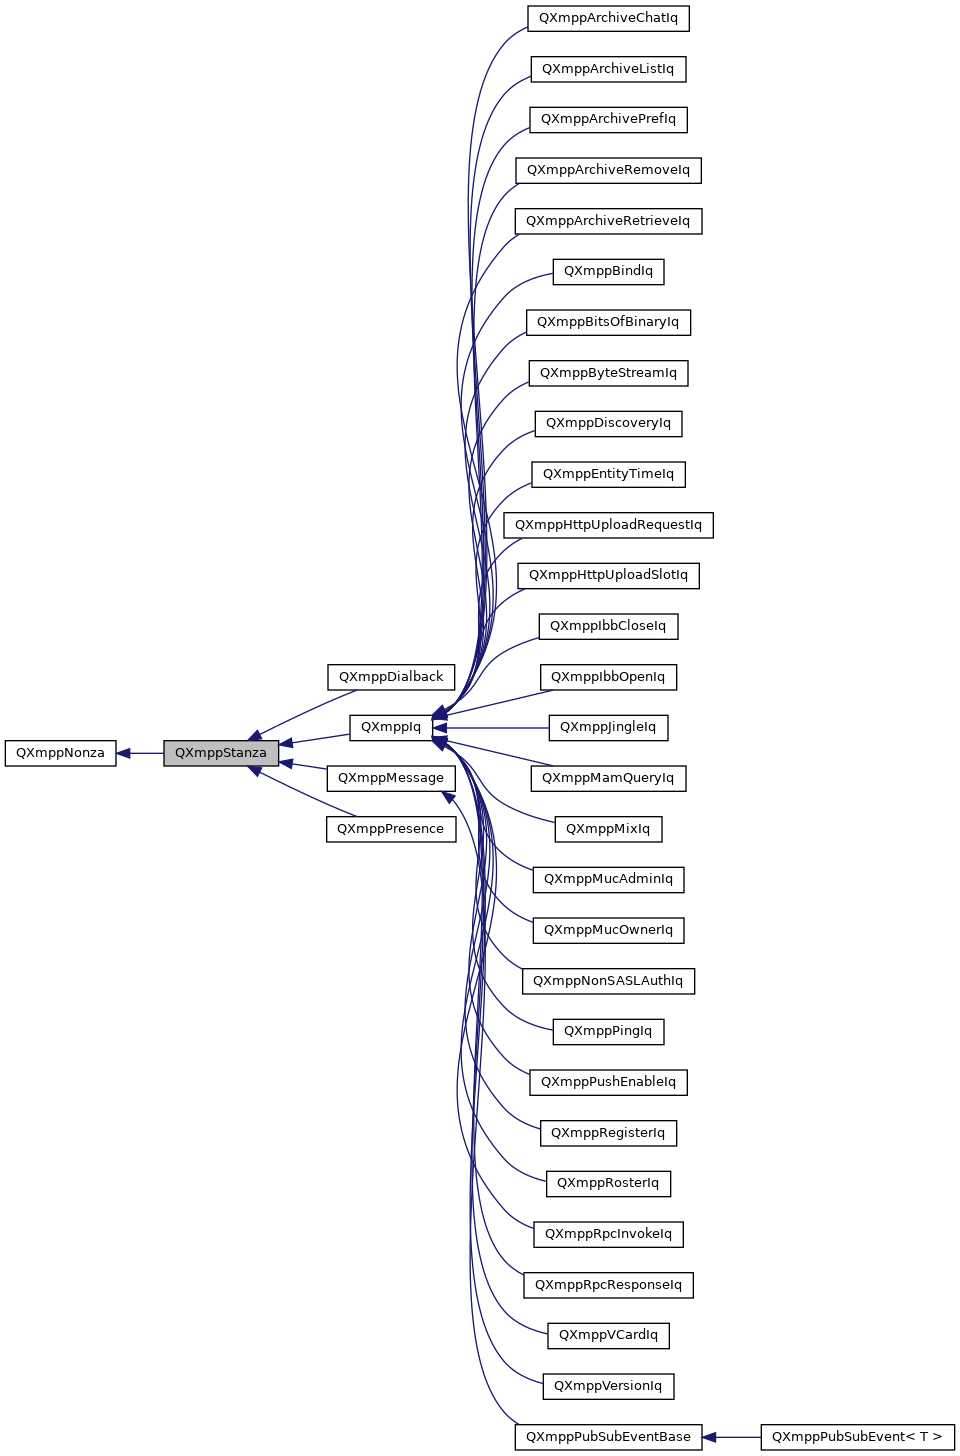 QXmppArchiveChatIq
QXmppArchiveListIq
QXmppArchivePrefIq
QXmppArchiveRemoveIq
QXmppArchiveRetrieveIq
QXmppBindIq
QXmppBitsOfBinaryIq
QXmppByteStreamIq
QXmppDiscoveryIq
QXmppEntityTimeIq
QXmppHttpUploadRequestIq
QXmppHttpUploadSlotIq
QXmppIbbCloseIq
QXmppDialback
QXmppIbbOpenIq
QXmppIq
QXmppJingleIq
QXmppNonza
QXmppStanza
QXmppMessage
QXmppMamQueryIq
QXmppPresence
QXmppMixIq
QXmppMucAdminIq
QXmppMucOwnerIq
QXmppNonSASLAuthIq
QXmppPingIq
QXmppPushEnableIq
QXmppRegisterIq
QXmppRosterIq
QXmppRpcInvokeIq
QXmppRpcResponseIq
QXmppVCardIq
QXmppVersionIq
QXmppPubSubEventBase
QXmppPubSubEvent< T >